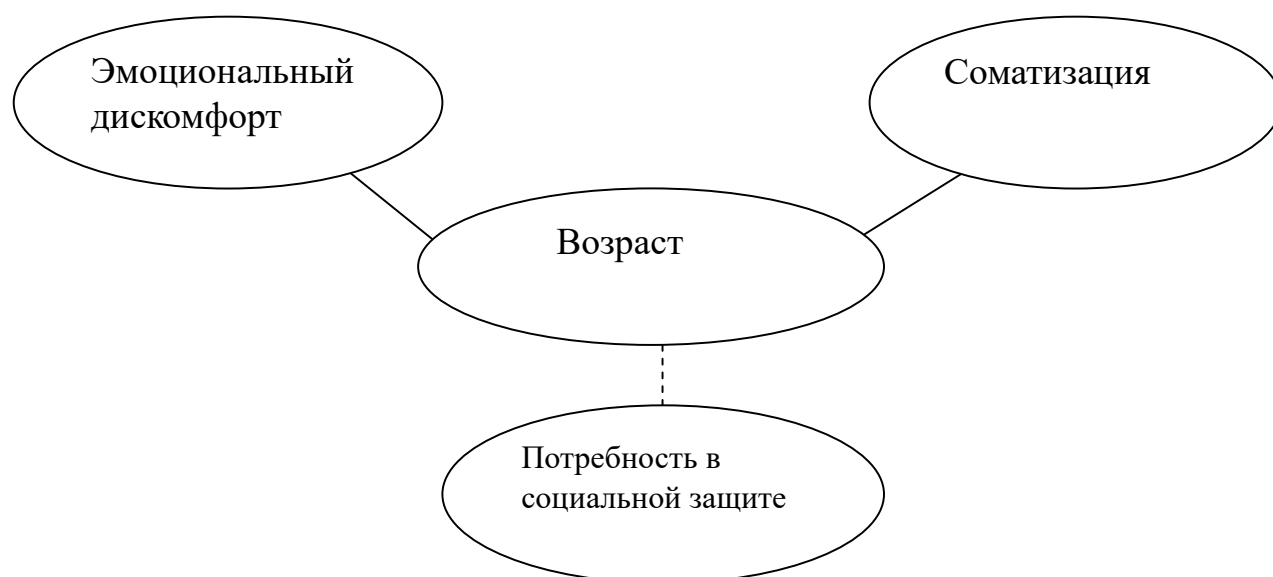 Эмоциональный
дискомфорт
Соматизация
Возраст
Потребность в
социальной защите